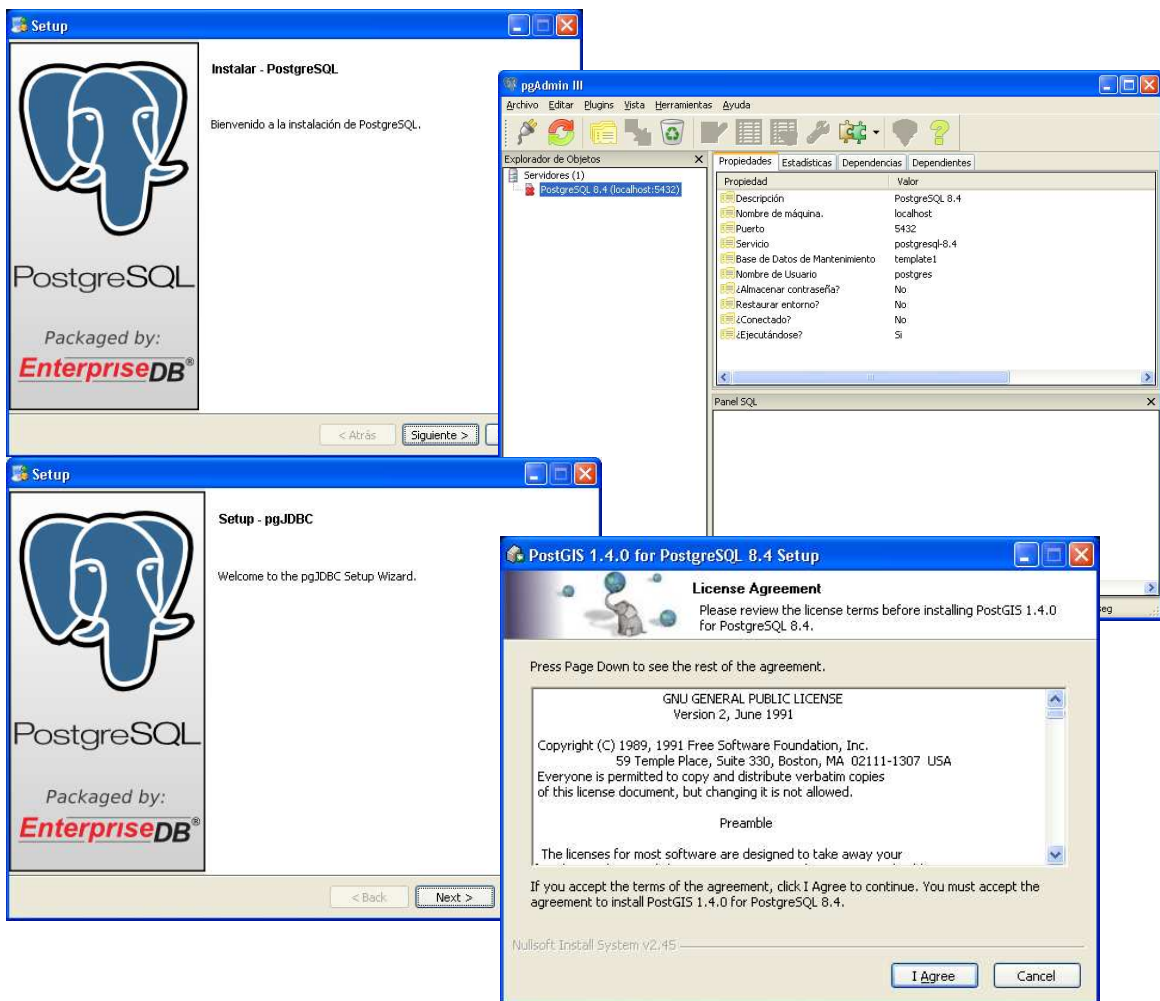 Setup
Instalar - PostgreSQL
Bienvenido a la instalación de PostgreSQL.
PostgreSQL
Packaged by:
EnterpriseDB®
< Atrás
Siguiente >
pgAdmin III
Archivo Editar Plugins Vista Herramientas Ayuda
Explorador de Objetos
Servidores (1)
PostgreSQL 8.4 (localhost:5432)
Propiedades Estadísticas Dependencias Dependientes
Propiedad Valor
Descripción PostgreSQL 8.4
Nombre de máquina. localhost
Puerto 5432
Servicio postgresql-8.4
Base de Datos de Mantenimiento template1
Nombre de Usuario postgres
¿Almacenar contraseña? No
Restaurar entorno? No
¿Conectado? No
¿Ejecutándose? Si
Panel SQL
seg
Setup
Setup - pgJDBC
Welcome to the pgJDBC Setup Wizard.
PostgreSQL
Packaged by:
EnterpriseDB®
< Back
Next >
PostGIS 1.4.0 for PostgreSQL 8.4 Setup
License Agreement
Please review the license terms before installing PostGIS 1.4.0
for PostgreSQL 8.4.
Press Page Down to see the rest of the agreement.
GNU GENERAL PUBLIC LICENSE
Version 2, June 1991
Copyright (C) 1989, 1991 Free Software Foundation, Inc.
59 Temple Place, Suite 330, Boston, MA 02111-1307 USA
Everyone is permitted to copy and distribute verbatim copies
of this license document, but changing it is not allowed.
Preamble
The licenses for most software are designed to take away your
If you accept the terms of the agreement, click I Agree to continue. You must accept the
agreement to install PostGIS 1.4.0 for PostgreSQL 8.4.
Nullsoft Install System v2.45
I Agree
Cancel